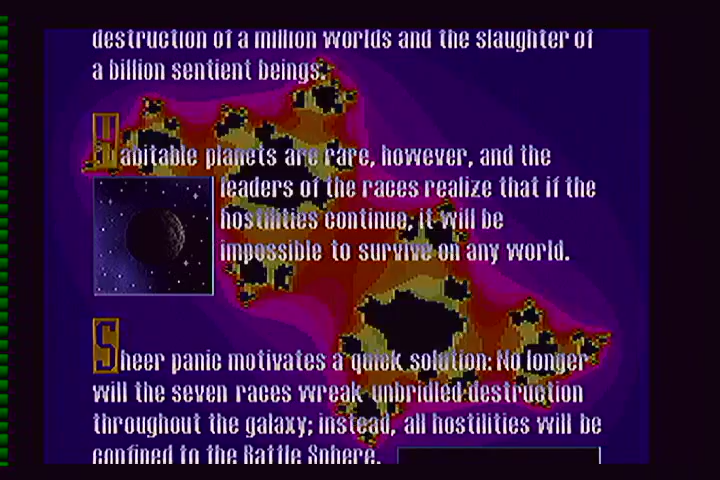 destruction of a million worlds and the slaughter of
a billion sentient beings.
Habitable planets are rare, however, and the
leaders of the races realize that if the
hostilities continue, it will be
impossible to survive on any world.
Sheer panic motivates a quick solution: No longer
will the seven races wreak unbridled destruction
throughout the galaxy; instead, all hostilities will be
confined to the Battle Sphere.